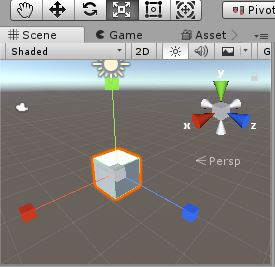 Pivot
Scene Game Asset
Shaded 2D G
y
x z
Persp